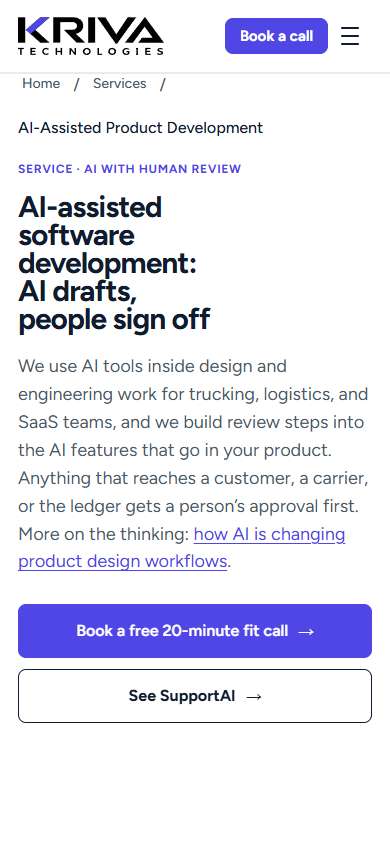 KRIVA
TECHNOLOGIES
Book a call
Home / Services /
AI-Assisted Product Development
SERVICE · AI WITH HUMAN REVIEW
AI-assisted
software
development:
AI drafts,
people sign off
We use AI tools inside design and
engineering work for trucking, logistics, and
SaaS teams, and we build review steps into
the AI features that go in your product.
Anything that reaches a customer, a carrier,
or the ledger gets a person’s approval first.
More on the thinking: how AI is changing
product design workflows.
Book a free 20-minute fit call →
See SupportAI →